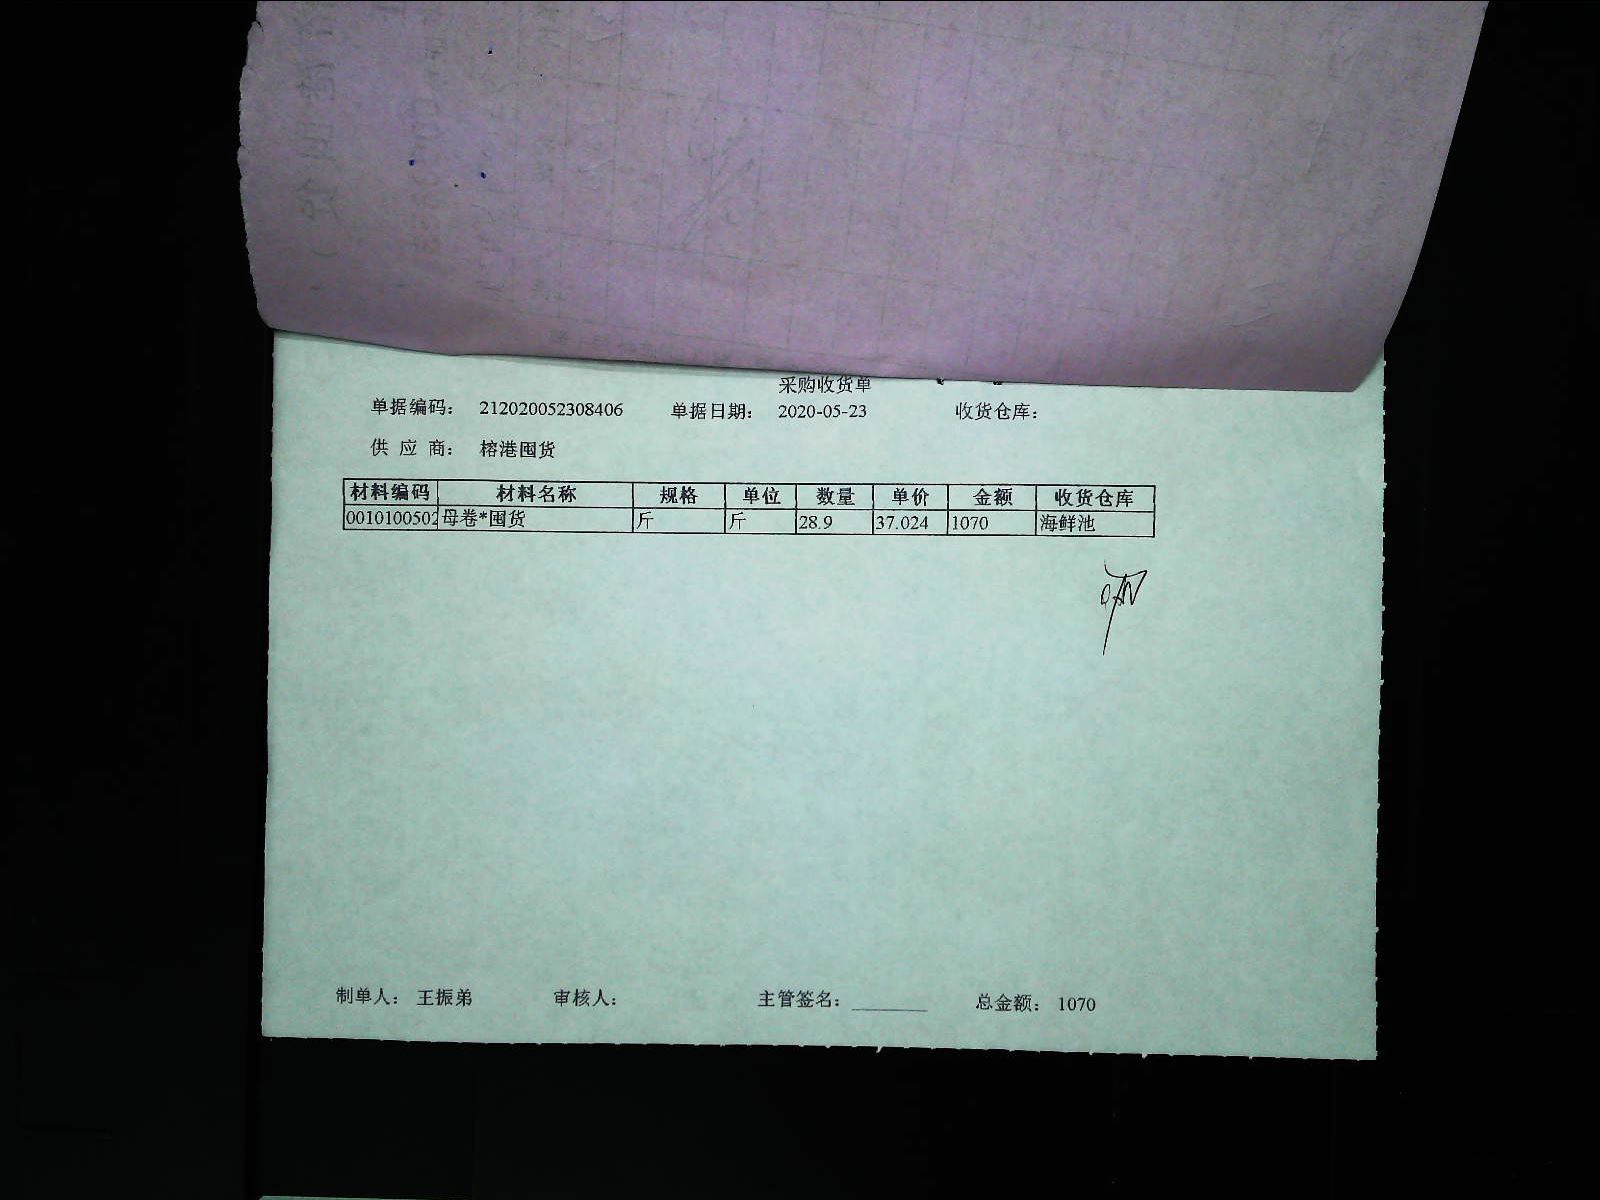 采购收货单
单据编码： 212020052308406 单据日期： 2020-05-23 收货仓库：
供 应 商： 榕港囤货
材料编码 材料名称 规格 单位 数量 单价 金额 收货仓库
0010100502 母卷*囤货 斤 斤 28.9 37.024 1070 海鲜池
制单人： 王振弟 审核人： 主管签名： 总金额： 1070